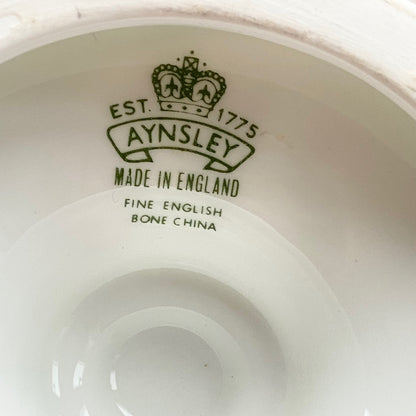 EST. 1775
AYNSLEY
MADE IN ENGLAND
FINE ENGLISH
BONE CHINA